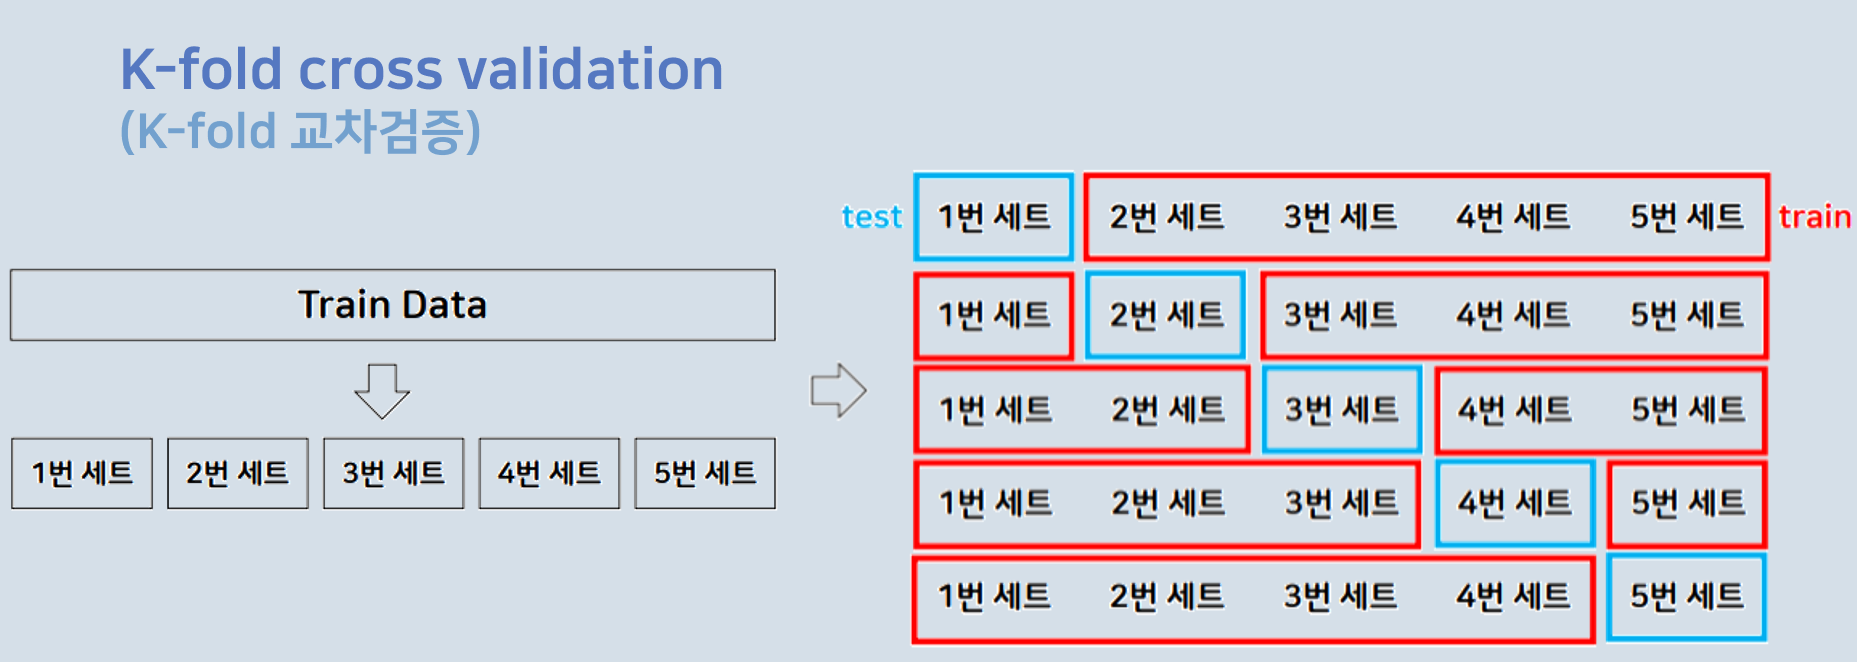 K-fold cross validation
(K-fold 교차검증)
Train Data
1번 세트 2번 세트 3번 세트 4번 세트 5번 세트
test 1번 세트 2번 세트 3번 세트 4번 세트 5번 세트 train
1번 세트 2번 세트 3번 세트 4번 세트 5번 세트
1번 세트 2번 세트 3번 세트 4번 세트 5번 세트
1번 세트 2번 세트 3번 세트 4번 세트 5번 세트
1번 세트 2번 세트 3번 세트 4번 세트 5번 세트